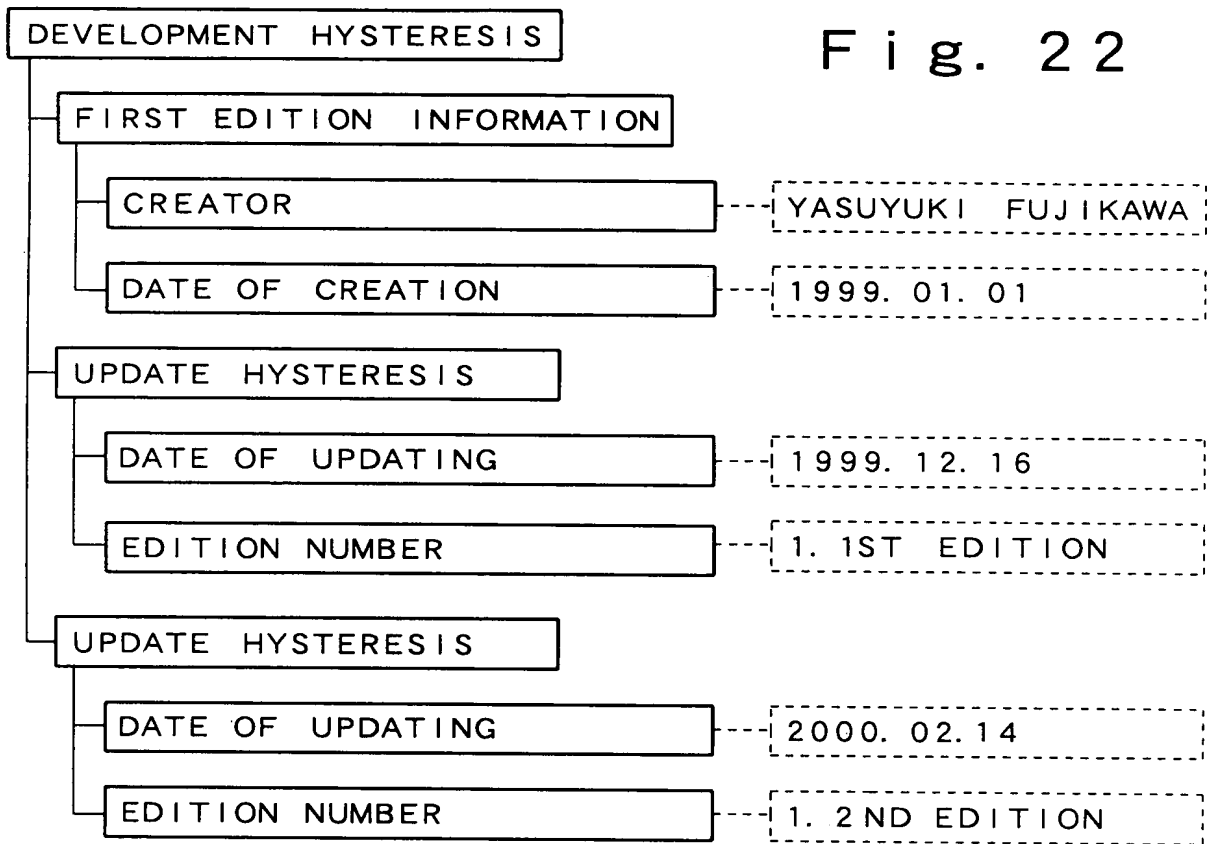 DEVELOPMENT HYSTERESIS
Fig. 22
FIRST EDITION INFORMATION
CREATOR
YASUYUKI FUJIKAWA
DATE OF CREATION
1999. 01. 01
UPDATE HYSTERESIS
DATE OF UPDATING
1999. 12. 16
EDITION NUMBER
1. 1ST EDITION
UPDATE HYSTERESIS
DATE OF UPDATING
2000. 02. 14
EDITION NUMBER
1. 2ND EDITION